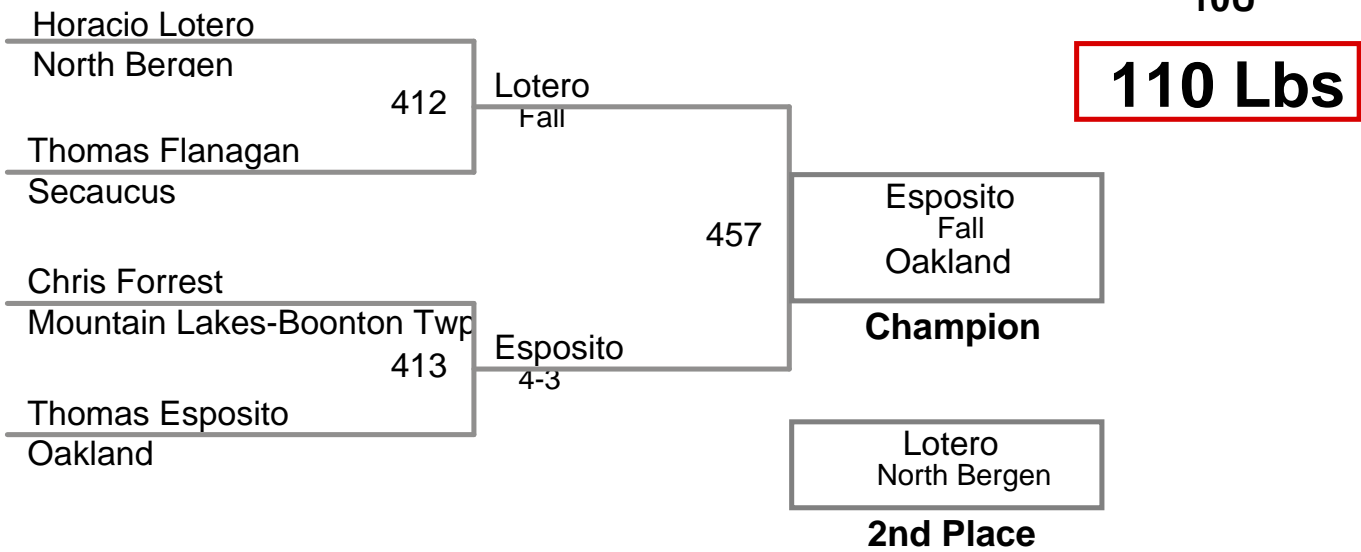 10U
110 Lbs
Horacio Lotero
North Bergen
412
Lotero
Fall
Thomas Flanagan
Secaucus
457
Esposito
Fall
Oakland
Champion
Chris Forrest
Mountain Lakes-Boonton Twp
413
Esposito
4-3
Thomas Esposito
Oakland
Lotero
North Bergen
2nd Place